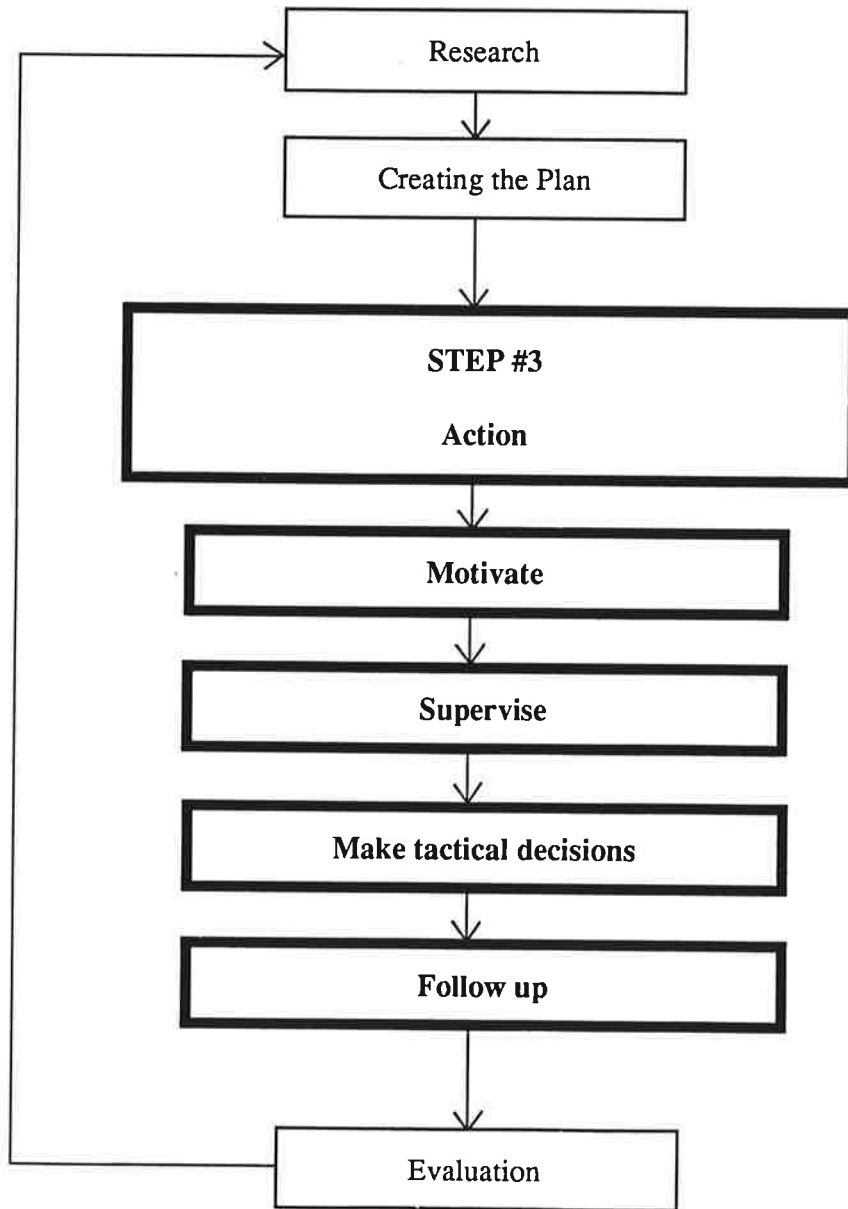 Research
Creating the Plan
STEP #3
Action
Motivate
Supervise
Make tactical decisions
Follow up
Evaluation